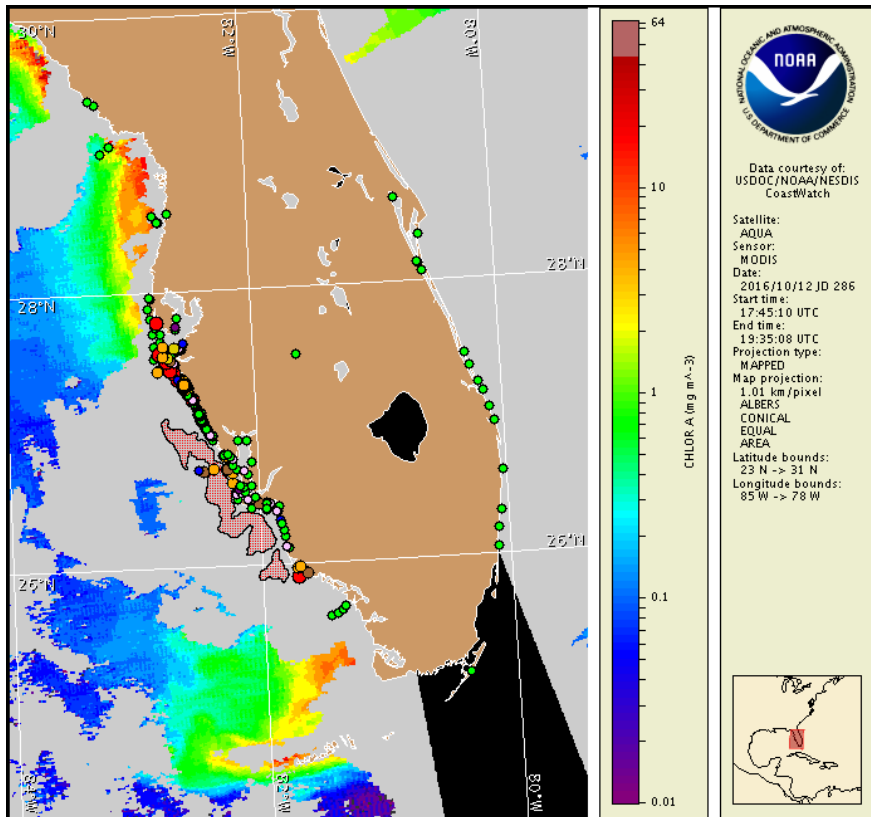 30°N
82°W
80°W
28°N
28°N
26°N
26°N
84°W
82°W
80°W
64
10
1
0.1
0.01
CHLOR A (mg m^-3)
NATIONAL OCEANIC AND ATMOSPHERIC ADMINISTRATION
NOAA
U.S. DEPARTMENT OF COMMERCE
Data courtesy of:
USDOC/NOAA/NESDIS
CoastWatch
Satellite:
AQUA
Sensor:
MODIS
Date:
2016/10/12 JD 286
Start time:
17:45:10 UTC
End time:
19:35:08 UTC
Projection type:
MAPPED
Map projection:
1.01 km/pixel
ALBERS
CONICAL
EQUAL
AREA
Latitude bounds:
23 N -> 31 N
Longitude bounds:
85 W -> 78 W